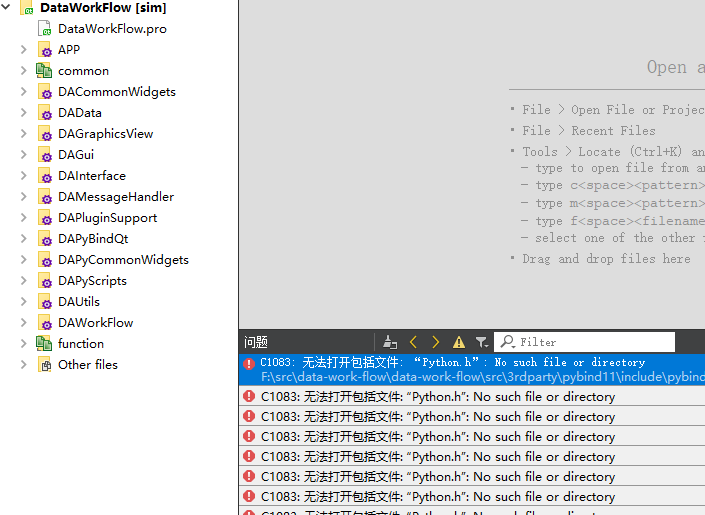 DataWorkFlow [sim]
DataWorkFlow.pro
APP
common
DACommonWidgets
DAData
DAGraphicsView
DAGui
DAInterface
DAMessageHandler
DAPluginSupport
DAPyBindQt
DAPyCommonWidgets
DAPyScripts
DAUtils
DAWorkFlow
function
Other files
Open a
• File > Open File or Projec
• File > Recent Files
• Tools > Locate (Ctrl+K) an
- type to open file from an
- type c<space><pattern>
- type m<space><pattern>
- type f<space><filename
- select one of the other
• Drag and drop files here
问题
Filter
C1083: 无法打开包括文件: “Python.h”: No such file or directory
F:\src\data-work-flow\data-work-flow\src\3rdparty\pybind11\include\pybind
C1083: 无法打开包括文件: “Python.h”: No such file or directory
C1083: 无法打开包括文件: “Python.h”: No such file or directory
C1083: 无法打开包括文件: “Python.h”: No such file or directory
C1083: 无法打开包括文件: “Python.h”: No such file or directory
C1083: 无法打开包括文件: “Python.h”: No such file or directory
C1083: 无法打开包括文件: “Python.h”: No such file or directory